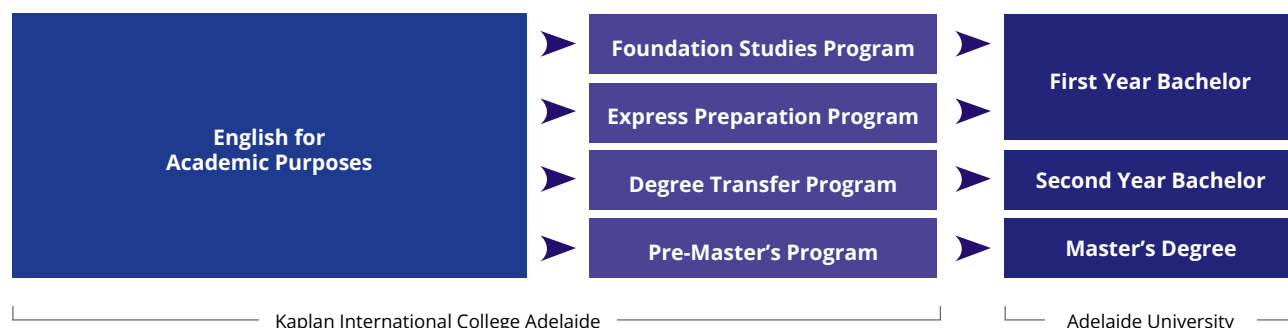 English for
Academic Purposes
Foundation Studies Program
Express Preparation Program
Degree Transfer Program
Pre-Master’s Program
First Year Bachelor
Second Year Bachelor
Master’s Degree
Kaplan International College Adelaide
Adelaide University